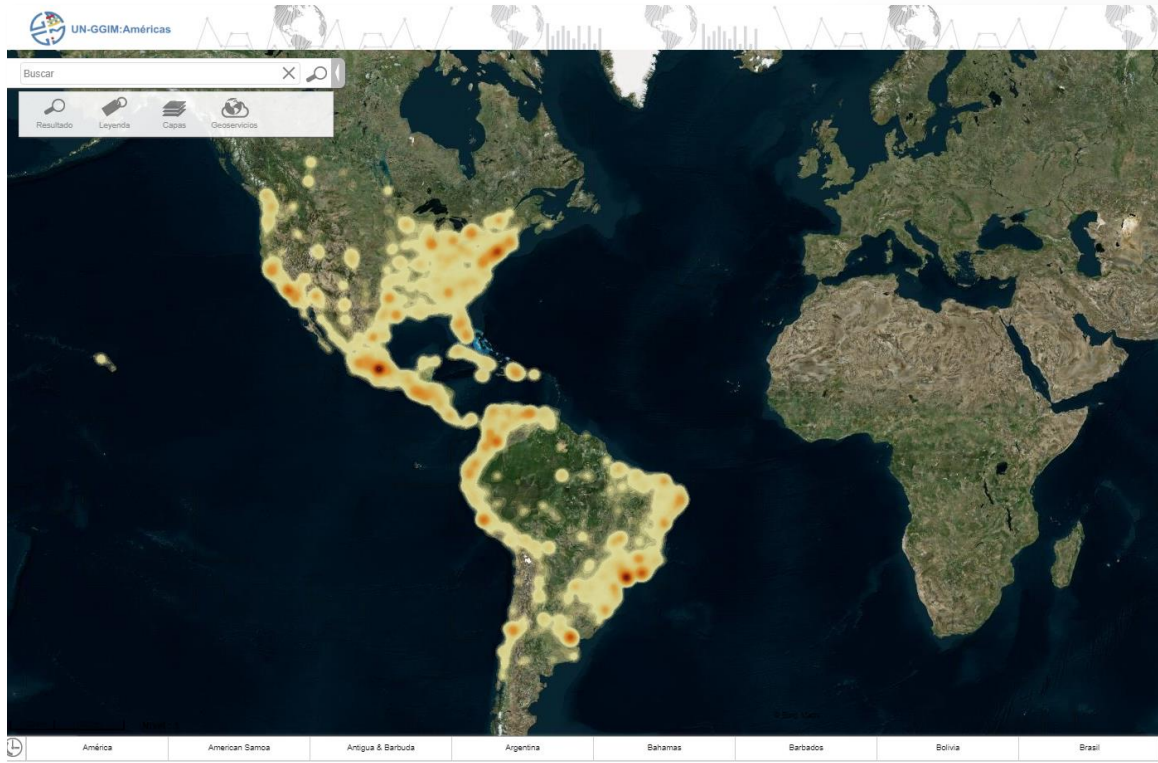 UN-GGIM:Américas
Buscar
Resultado Leyenda Capas Geoservicios
América American Samoa Antigua & Barbuda Argentina Bahamas Barbados Bolivia Brasil